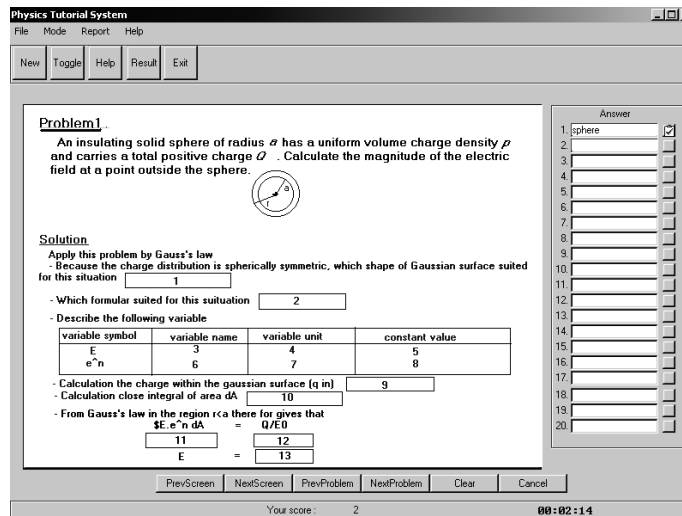 Physics Tutorial System
File Mode Report Help
New Toggle Help Result Exit
Problem1..
An insulating solid sphere of radius a has a uniform volume charge density ρ
and carries a total positive charge Q . Calculate the magnitude of the electric
field at a point outside the sphere.
a
r
Solution
Apply this problem by Gauss's law
- Because the charge distribution is spherically symmetric, which shape of Gaussian surface suited
for this situation 1
- Which formular suited for this suituation 2
- Describe the following variable
variable symbol variable name variable unit constant value
E 3 4 5
e^n 6 7 8
- Calculation the charge within the gaussian surface (q in) 9
- Calculation close integral of area dA 10
- From Gauss's law in the region r<a there for gives that
$E.e^n dA = Q/E0
11 12
E = 13
Answer
1. sphere
2.
3.
4.
5.
6.
7.
8.
9.
10.
11.
12.
13.
14.
15.
16.
17.
18.
19.
20.
PrevScreen NextScreen PrevProblem NextProblem Clear Cancel
Your score : 2 00:02:14